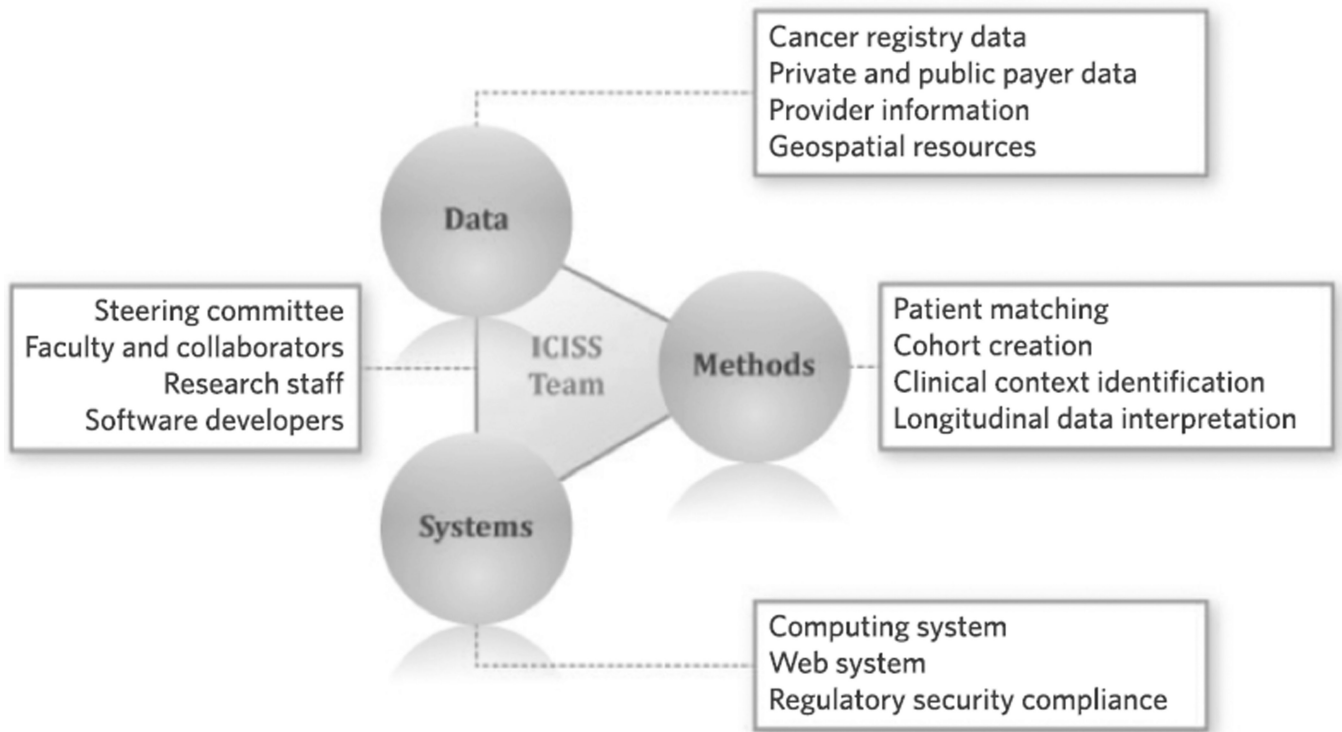 Cancer registry data
Private and public payer data
Provider information
Geospatial resources
Data
Steering committee
Faculty and collaborators
Research staff
Software developers
ICISS
Team
Methods
Patient matching
Cohort creation
Clinical context identification
Longitudinal data interpretation
Systems
Computing system
Web system
Regulatory security compliance